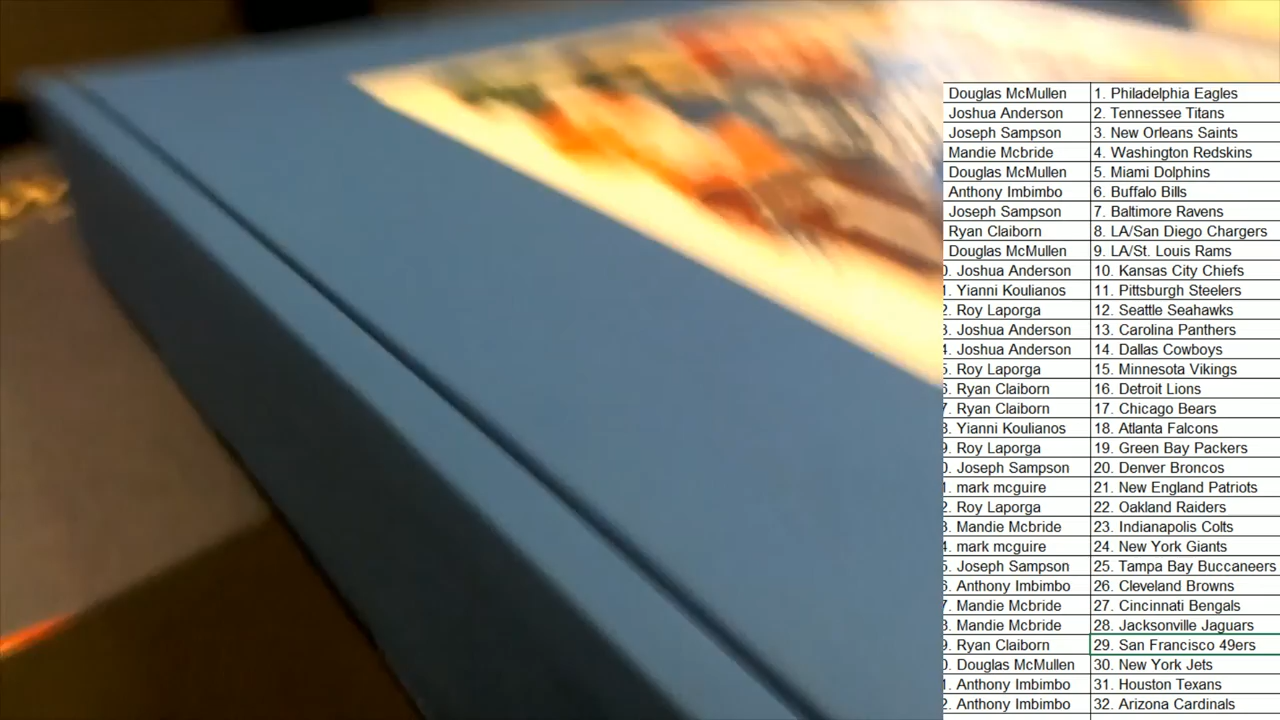 Douglas McMullen 1. Philadelphia Eagles
Joshua Anderson 2. Tennessee Titans
Joseph Sampson 3. New Orleans Saints
Mandie Mcbride 4. Washington Redskins
Douglas McMullen 5. Miami Dolphins
Anthony Imbimbo 6. Buffalo Bills
Joseph Sampson 7. Baltimore Ravens
Ryan Claiborn 8. LA/San Diego Chargers
Douglas McMullen 9. LA/St. Louis Rams
0. Joshua Anderson 10. Kansas City Chiefs
1. Yianni Koulianos 11. Pittsburgh Steelers
2. Roy Laporga 12. Seattle Seahawks
3. Joshua Anderson 13. Carolina Panthers
4. Joshua Anderson 14. Dallas Cowboys
5. Roy Laporga 15. Minnesota Vikings
6. Ryan Claiborn 16. Detroit Lions
7. Ryan Claiborn 17. Chicago Bears
8. Yianni Koulianos 18. Atlanta Falcons
9. Roy Laporga 19. Green Bay Packers
0. Joseph Sampson 20. Denver Broncos
1. mark mcguire 21. New England Patriots
2. Roy Laporga 22. Oakland Raiders
3. Mandie Mcbride 23. Indianapolis Colts
4. mark mcguire 24. New York Giants
5. Joseph Sampson 25. Tampa Bay Buccaneers
6. Anthony Imbimbo 26. Cleveland Browns
7. Mandie Mcbride 27. Cincinnati Bengals
8. Mandie Mcbride 28. Jacksonville Jaguars
9. Ryan Claiborn 29. San Francisco 49ers
0. Douglas McMullen 30. New York Jets
1. Anthony Imbimbo 31. Houston Texans
2. Anthony Imbimbo 32. Arizona Cardinals